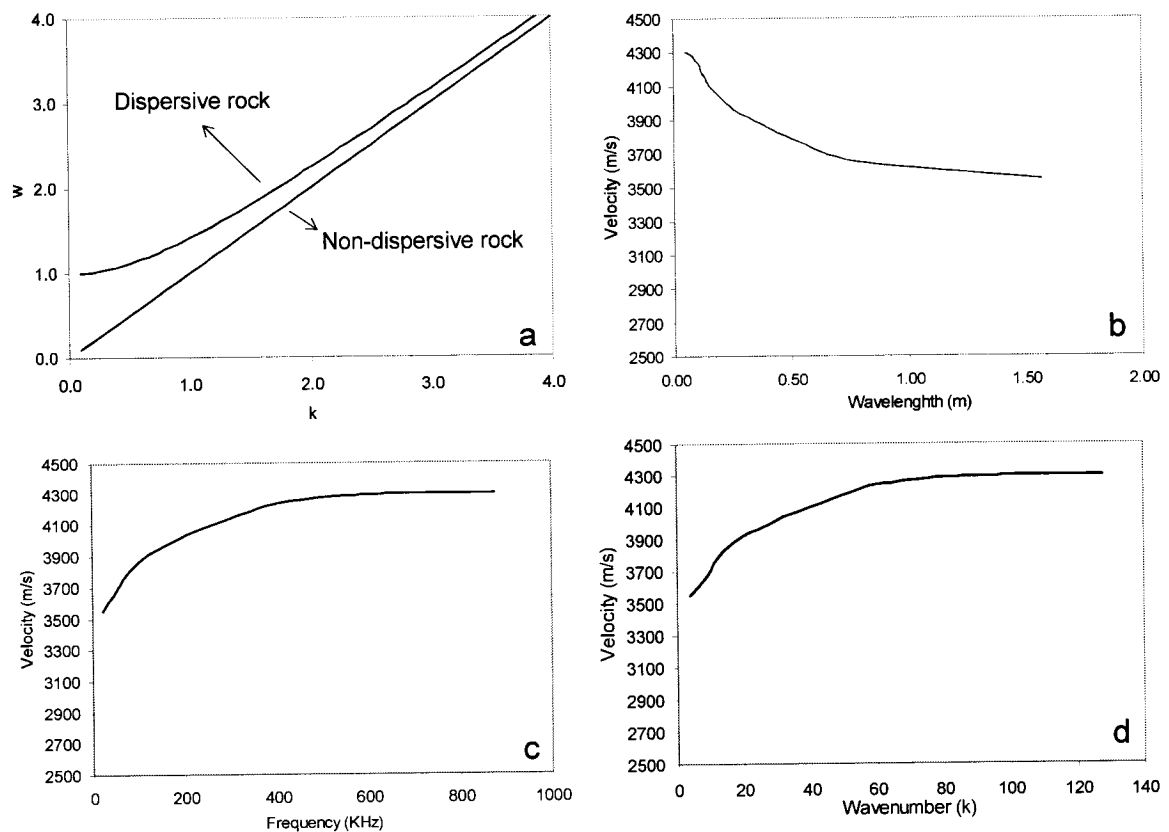 4.0
3.0
2.0
1.0
0.0
w
Dispersive rock
Non-dispersive rock
a
0.0 1.0 2.0 3.0 4.0
k
4500
4300
4100
3900
3700
3500
3300
3100
2900
2700
2500
Velocity (m/s)
b
0.00 0.50 1.00 1.50 2.00
Wavelenghth (m)
4500
4300
4100
3900
3700
3500
3300
3100
2900
2700
2500
Velocity (m/s)
c
0 200 400 600 800 1000
Frequency (KHz)
4500
4300
4100
3900
3700
3500
3300
3100
2900
2700
2500
Velocity (m/s)
d
0 20 40 60 80 100 120 140
Wavenumber (k)